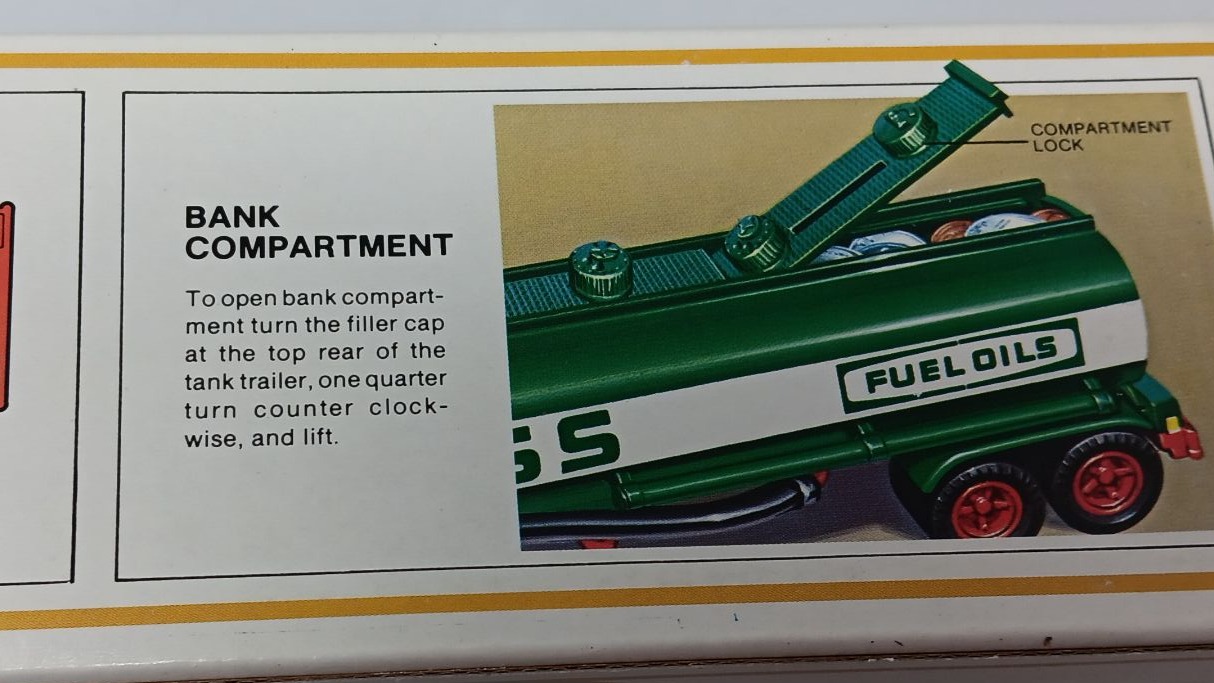 BANK
COMPARTMENT
To open bank compart-
ment turn the filler cap
at the top rear of the
tank trailer, one quarter
turn counter clock-
wise, and lift.
COMPARTMENT
LOCK
FUEL OILS
SS